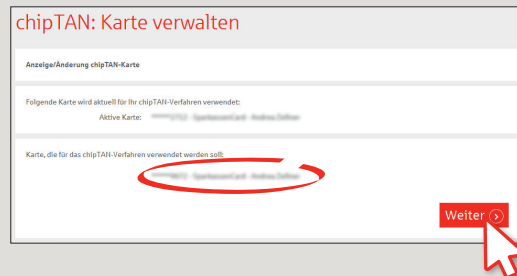 chipTAN: Karte verwalten
Anzeige/Änderung chipTAN-Karte
Folgende Karte wird aktuell für Ihr chipTAN-Verfahren verwendet:
Aktive Karte:
Karte, die für das chipTAN-Verfahren verwendet werden soll:
Weiter